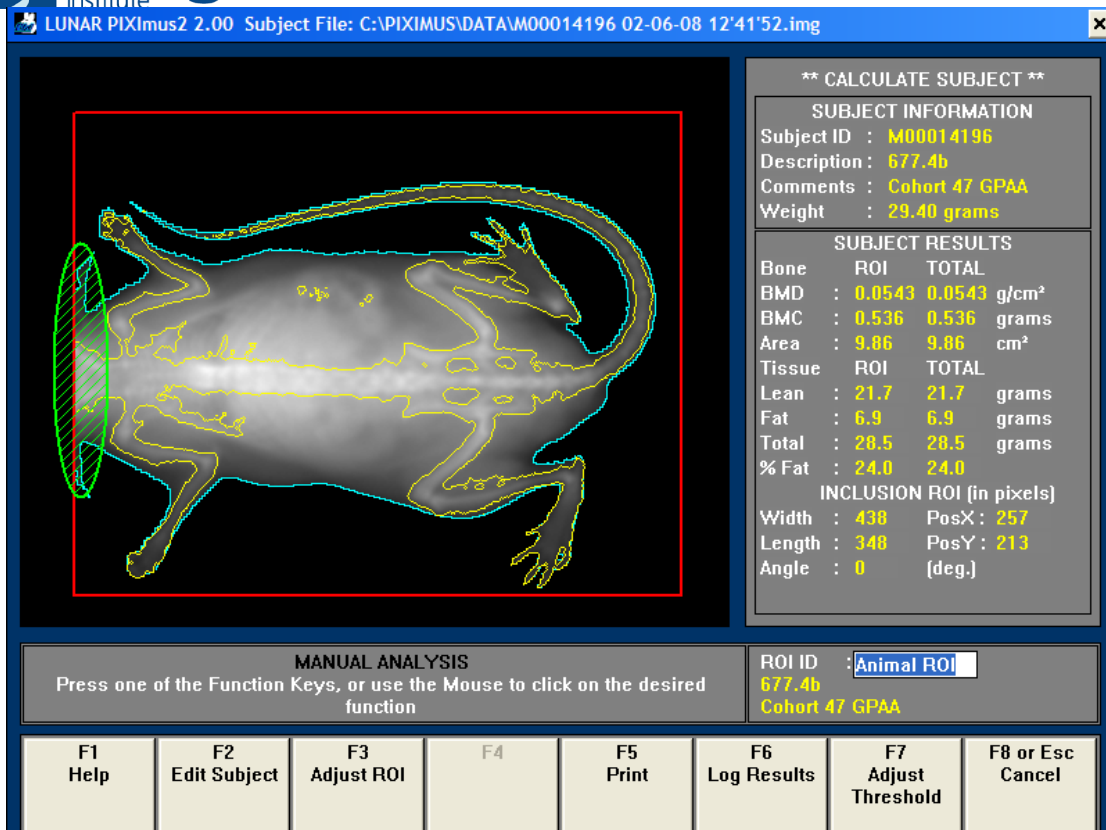 Institute
LUNAR PIXImus2 2.00 Subject File: C:\PIXIMUS\DATA\M00014196 02-06-08 12'41'52.img
** CALCULATE SUBJECT **
SUBJECT INFORMATION
Subject ID : M00014196
Description : 677.4b
Comments : Cohort 47 GPAA
Weight : 29.40 grams
SUBJECT RESULTS
Bone ROI TOTAL
BMD : 0.0543 0.0543 g/cm²
BMC : 0.536 0.536 grams
Area : 9.86 9.86 cm²
Tissue ROI TOTAL
Lean : 21.7 21.7 grams
Fat : 6.9 6.9 grams
Total : 28.5 28.5 grams
% Fat : 24.0 24.0
INCLUSION ROI (in pixels)
Width : 438 PosX : 257
Length : 348 PosY : 213
Angle : 0 (deg.)
MANUAL ANALYSIS
Press one of the Function Keys, or use the Mouse to click on the desired
function
ROI ID : Animal ROI
677.4b
Cohort 47 GPAA
F1
Help
F2
Edit Subject
F3
Adjust ROI
F4
F5
Print
F6
Log Results
F7
Adjust
Threshold
F8 or Esc
Cancel